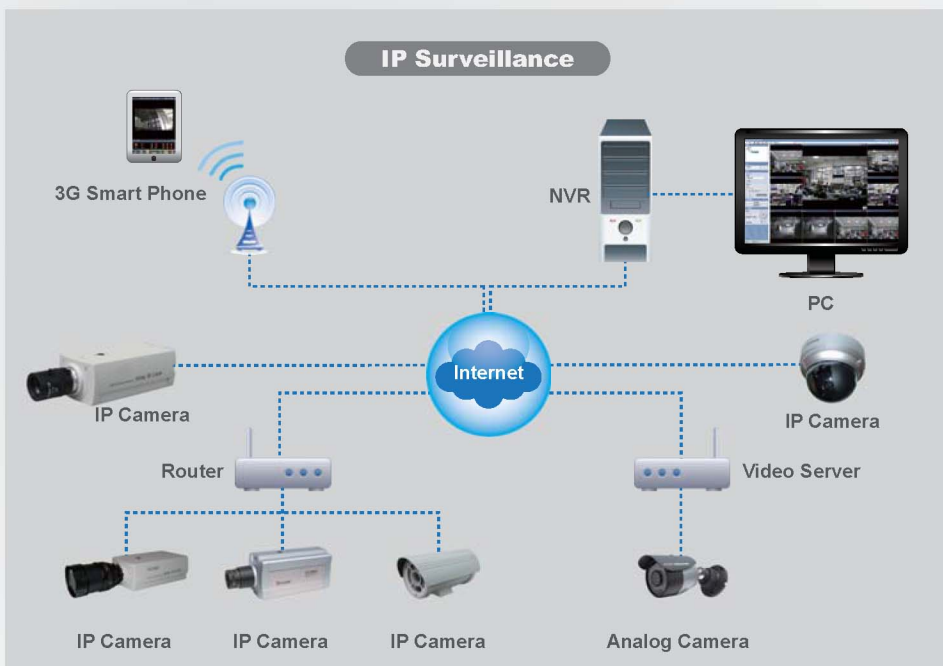 IP Surveillance
3G Smart Phone
NVR
PC
Internet
IP Camera
IP Camera
Router
Video Server
IP Camera
IP Camera
IP Camera
Analog Camera